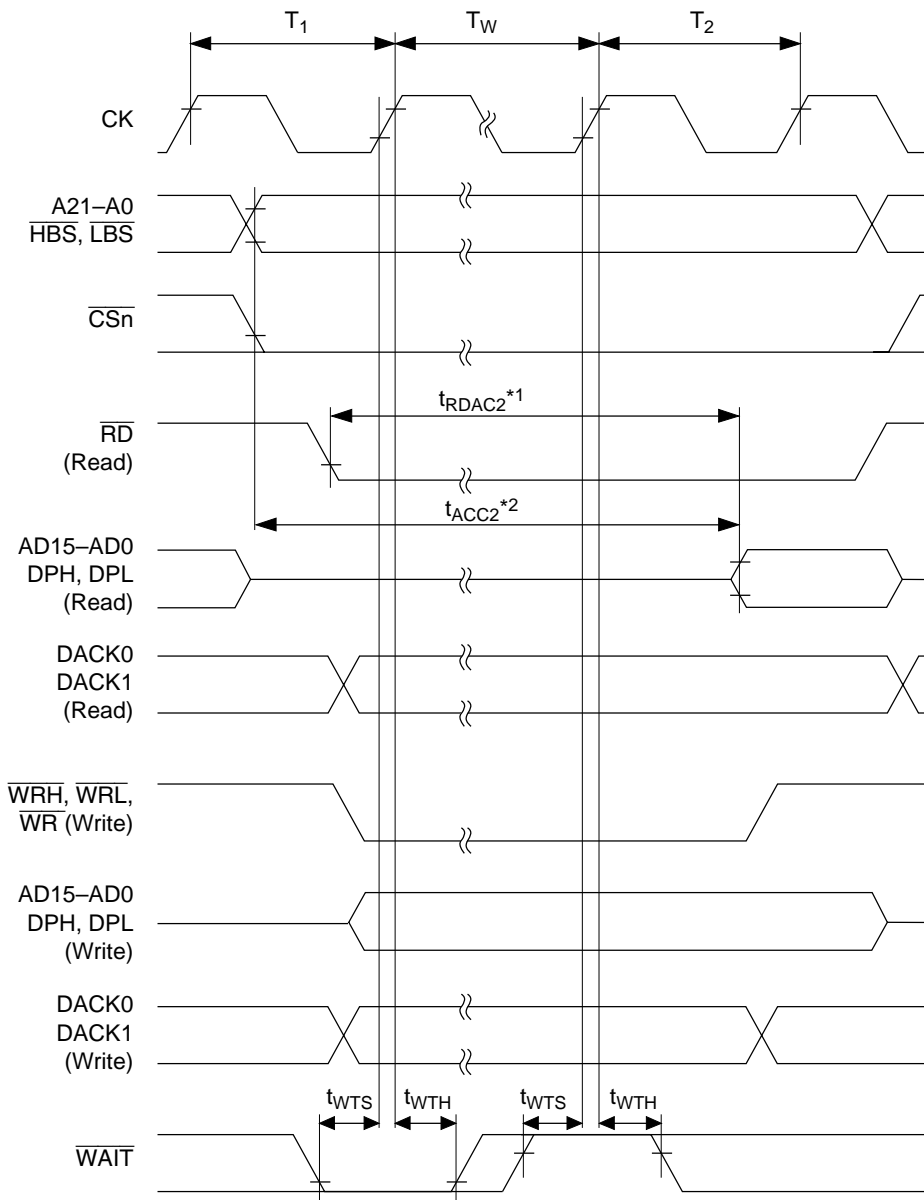 T1 TW T2
CK
A21–A0
HBS, LBS
CSn
tRDAC2*1
RD
(Read)
tACC2*2
AD15–AD0
DPH, DPL
(Read)
DACK0
DACK1
(Read)
WRH, WRL,
WR (Write)
AD15–AD0
DPH, DPL
(Write)
DACK0
DACK1
(Write)
tWTS tWTH tWTS tWTH
WAIT